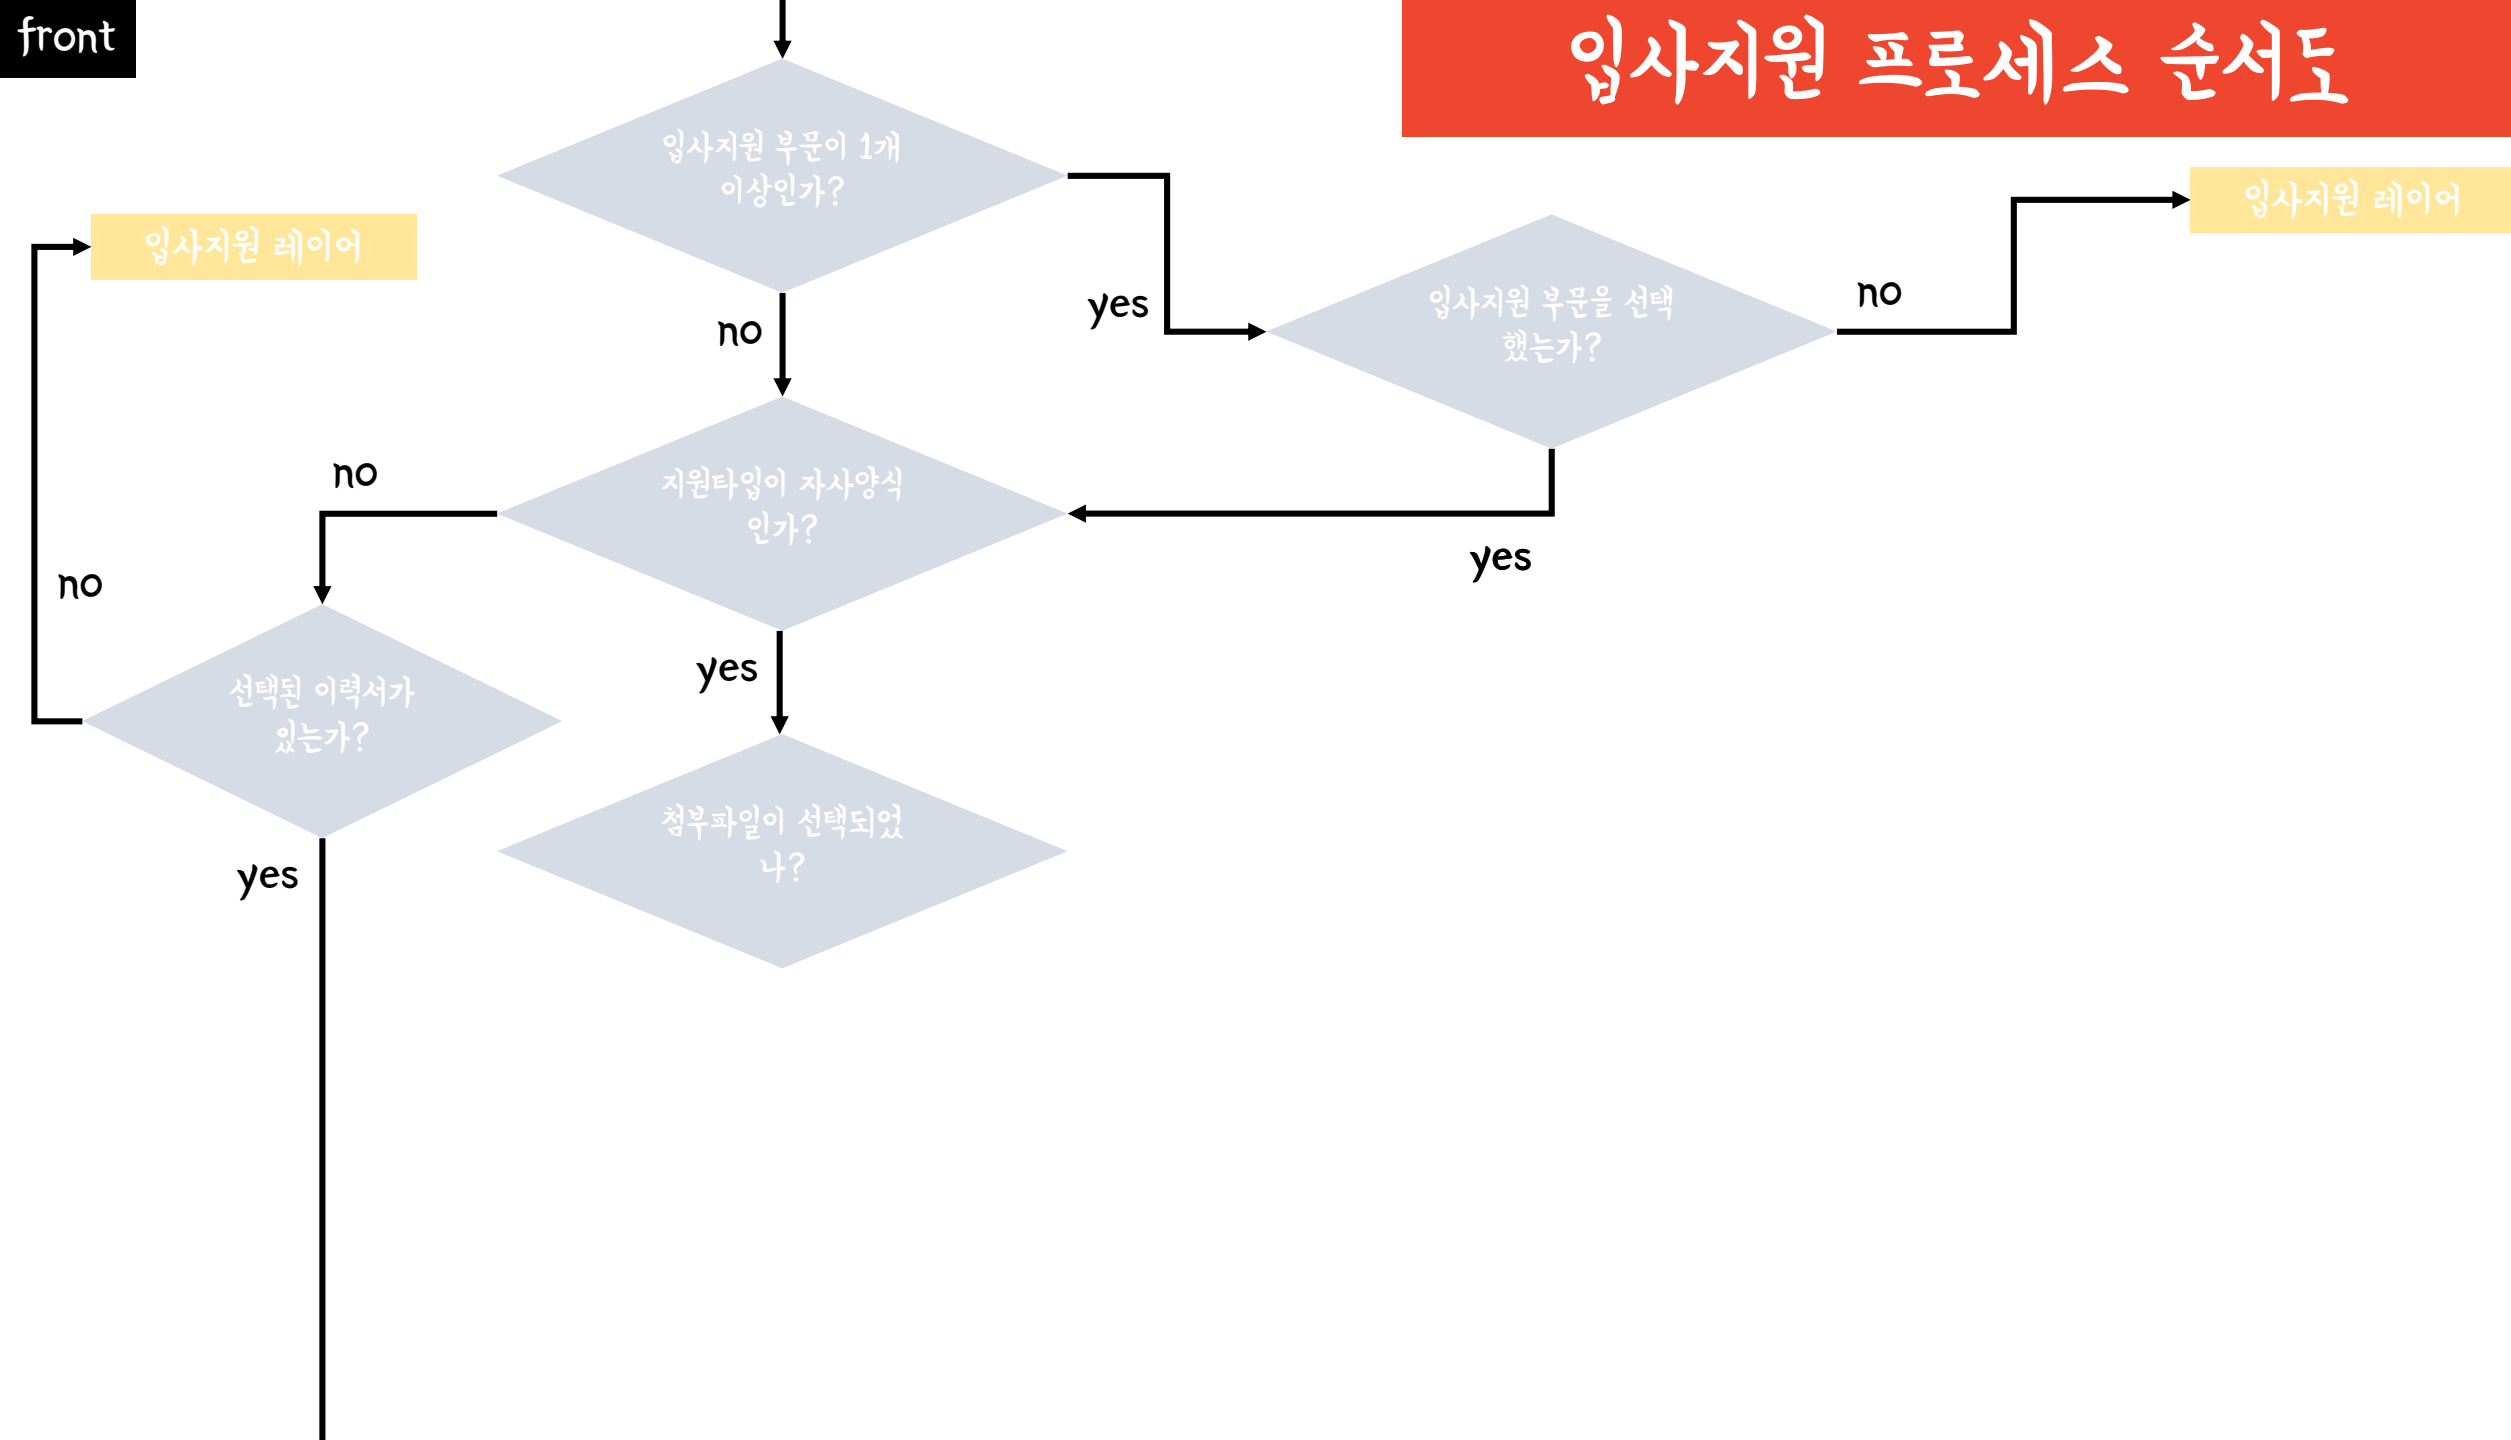 front
입사지원 프로세스 순서도
입사지원 부문이 1개
이상인가?
입사지원 레이어
입사지원 레이어
yes
no
입사지원 부문을 선택
했는가?
no
no
지원타입이 자사양식
인가?
yes
no
yes
선택된 이력서가
있는가?
첨부파일이 선택되었
나?
yes